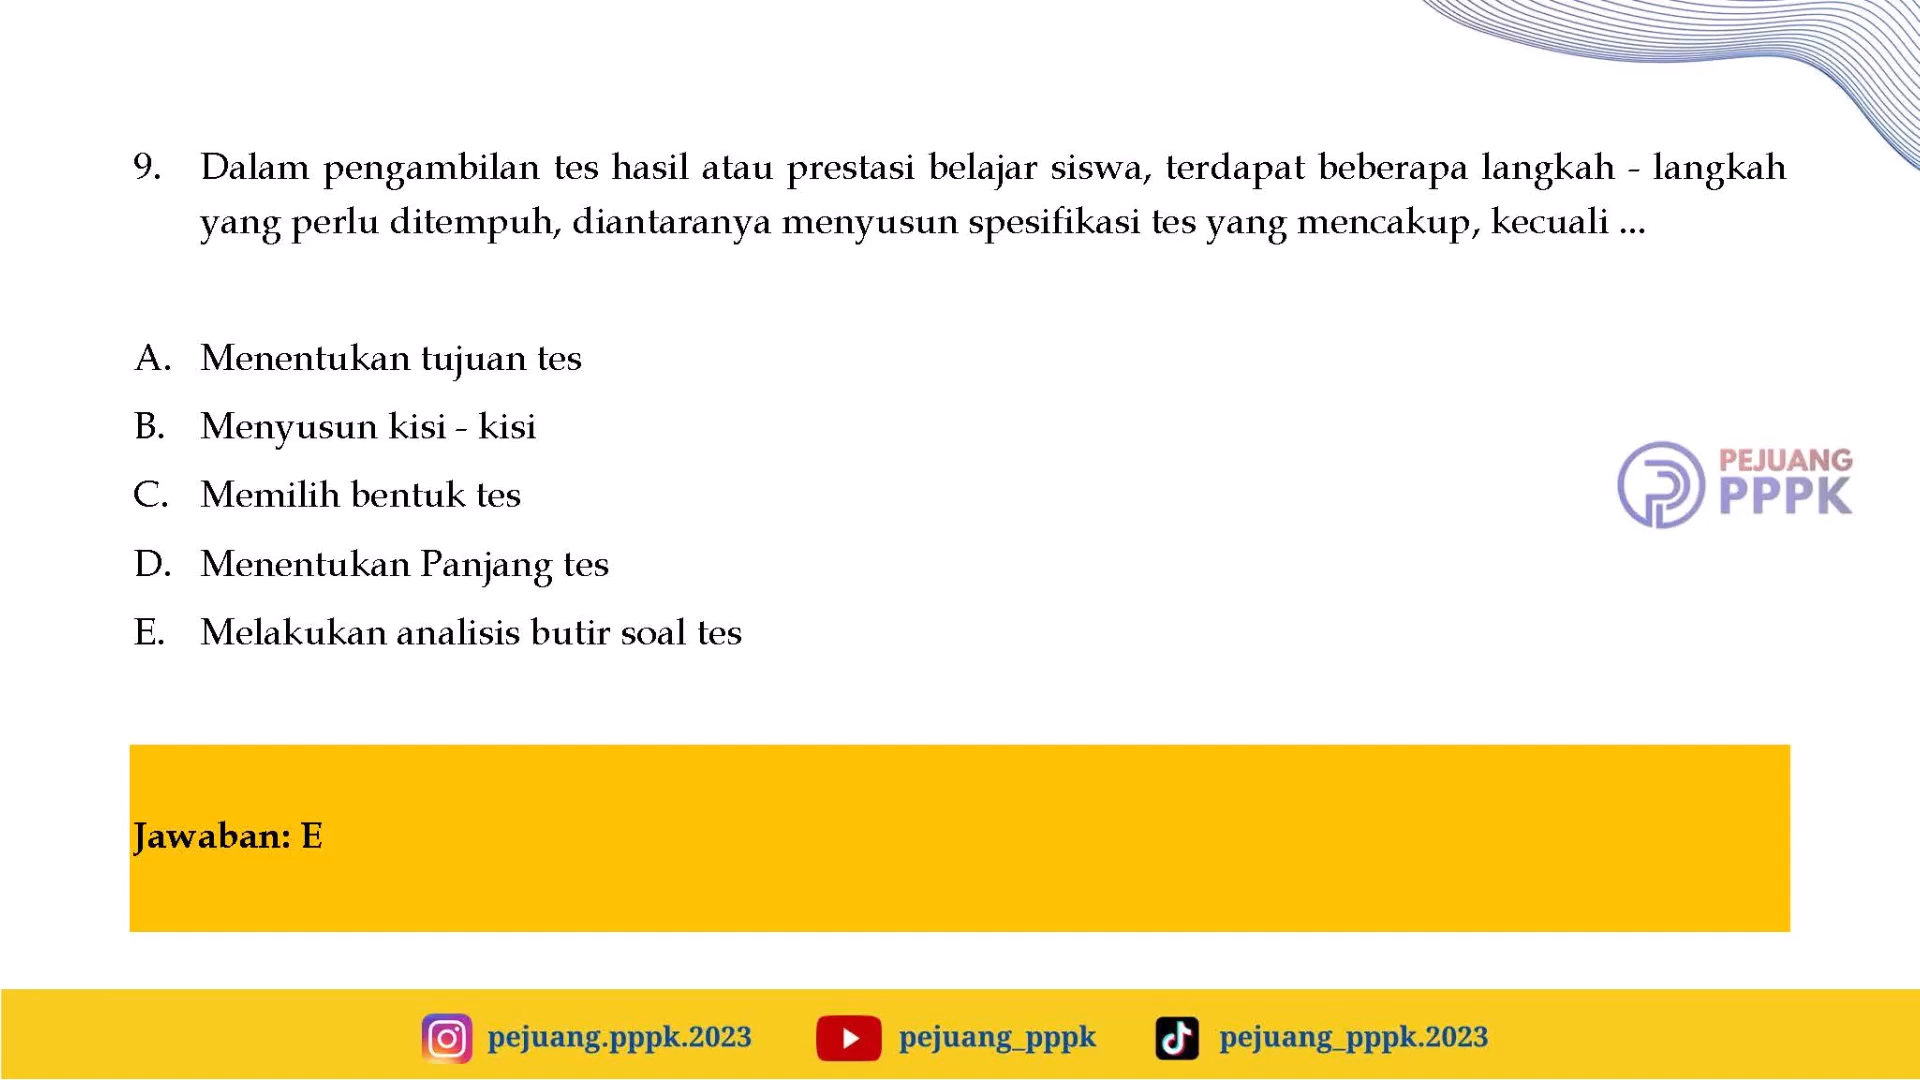 9. Dalam pengambilan tes hasil atau prestasi belajar siswa, terdapat beberapa langkah - langkah
yang perlu ditempuh, diantaranya menyusun spesifikasi tes yang mencakup, kecuali ...
A. Menentukan tujuan tes
B. Menyusun kisi - kisi
C. Memilih bentuk tes
D. Menentukan Panjang tes
E. Melakukan analisis butir soal tes
PEJUANG
PPPK
Jawaban: E
pejuang.pppk.2023 pejuang_pppk pejuang_pppk.2023